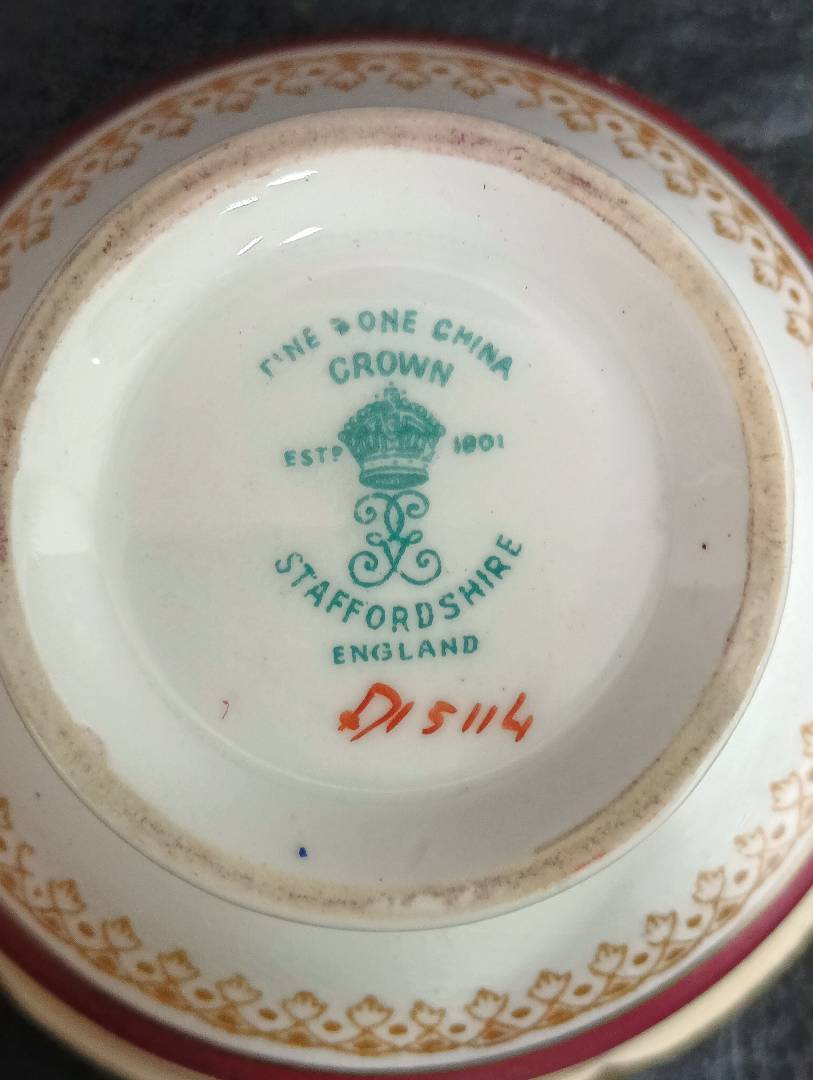 FINE BONE CHINA
CROWN
ESTD 1801
STAFFORDSHIRE
ENGLAND
D15114